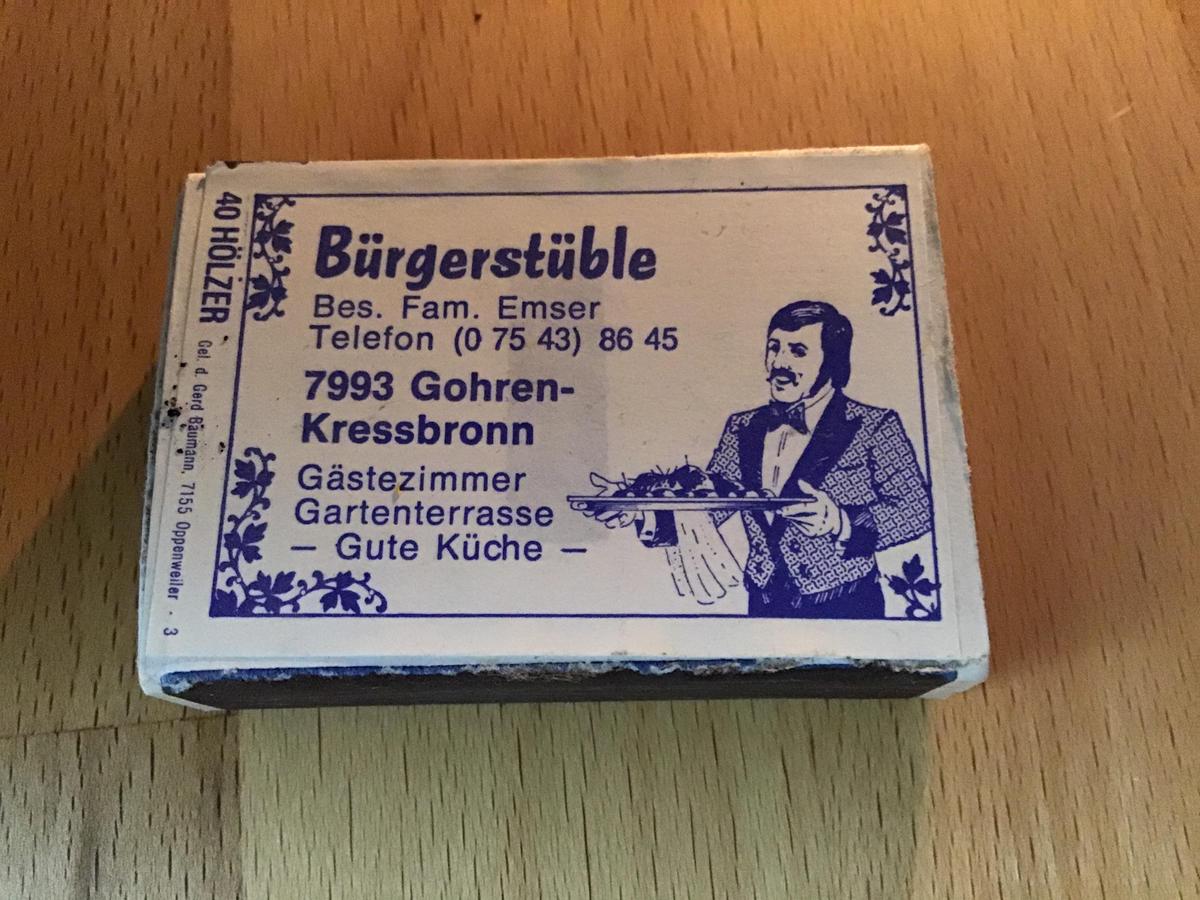 Bürgerstüble
Bes. Fam. Emser
Telefon (0 75 43) 86 45
7993 Gohren-
Kressbronn
Gästezimmer
Gartenterrasse
– Gute Küche –
40 HÖLZER
Gel. d. Gerd Baumann, 7155 Oppenweiler · 3